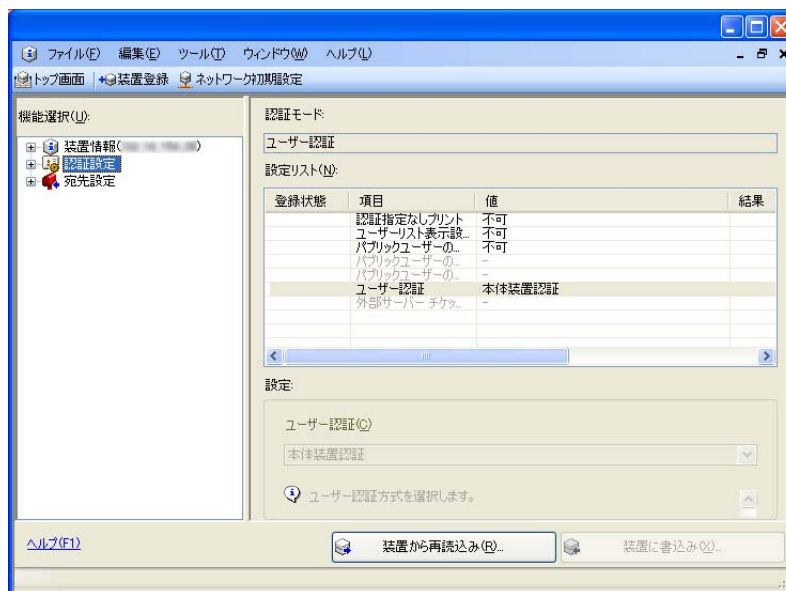 ファイル(F) 編集(E) ツール(T) ウィンドウ(W) ヘルプ(L)
トップ画面 装置登録 ネットワーク初期設定
機能選択(U):
装置情報( )
認証設定
宛先設定
認証モード:
ユーザー認証
設定リスト(N):
登録状態 項目 値 結果
認証指定なしプリント 不可
ユーザーリスト表示設... 不可
パブリックユーザーの... 不可
パブリックユーザーの... -
パブリックユーザーの... -
ユーザー認証 本体装置認証
外部サーバー チケッ... -
設定:
ユーザー認証(C)
本体装置認証
ユーザー認証方式を選択します。
ヘルプ(F1)
装置から再読込み(R)... 装置に書込み(X)...